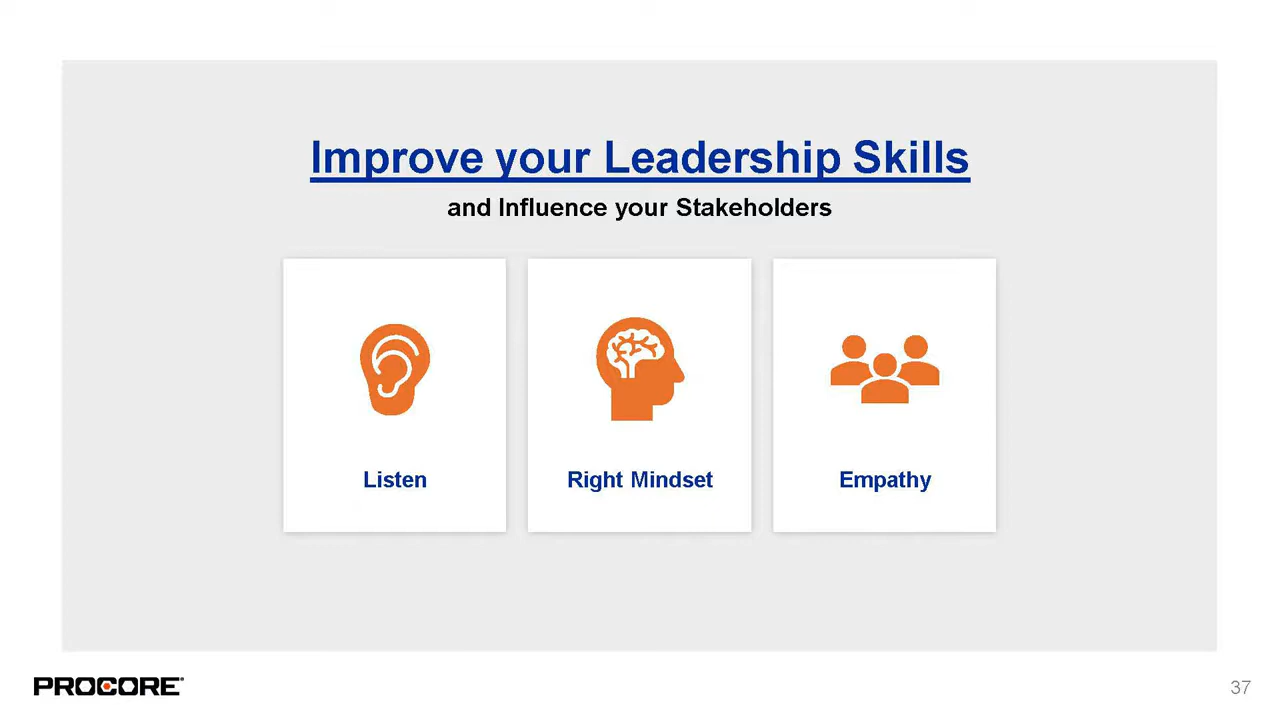 Improve your Leadership Skills
and Influence your Stakeholders
Listen
Right Mindset
Empathy
PROCORE®
37